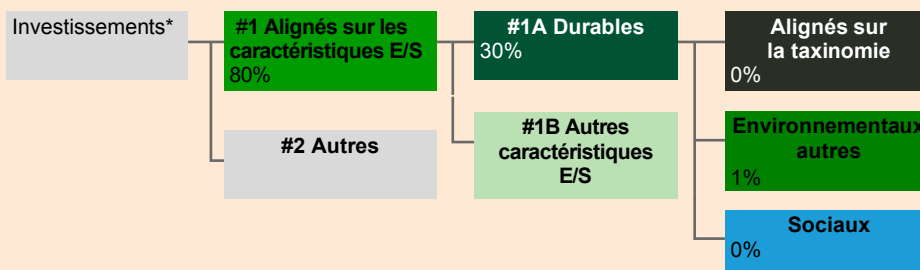 Investissements*
#1 Alignés sur les
caractéristiques E/S
80%
#1A Durables
30%
Alignés sur
la taxinomie
0%
#2 Autres
#1B Autres
caractéristiques
E/S
Environnementaux
autres
1%
Sociaux
0%